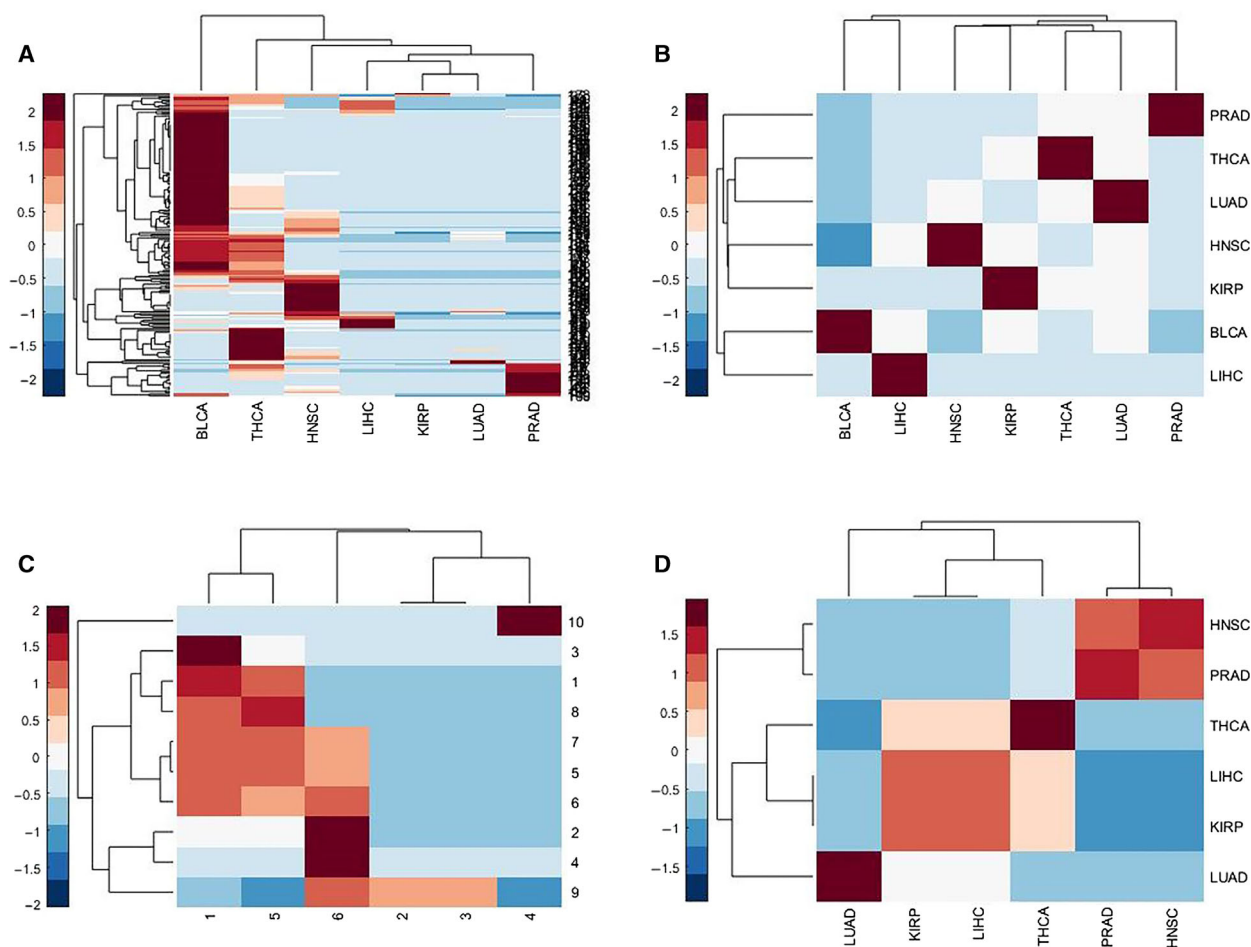 A
2
1.5
1
0.5
0
−0.5
−1
−1.5
−2
BLCA
THCA
HNSC
LIHC
KIRP
LUAD
PRAD
B
2
1.5
1
0.5
0
−0.5
−1
−1.5
−2
PRAD
THCA
LUAD
HNSC
KIRP
BLCA
LIHC
BLCA
LIHC
HNSC
KIRP
THCA
LUAD
PRAD
C
2
1.5
1
0.5
0
−0.5
−1
−1.5
−2
10
3
1
8
7
5
6
2
4
9
1
5
6
2
3
4
D
1.5
1
0.5
0
−0.5
−1
−1.5
HNSC
PRAD
THCA
LIHC
KIRP
LUAD
LUAD
KIRP
LIHC
THCA
PRAD
HNSC